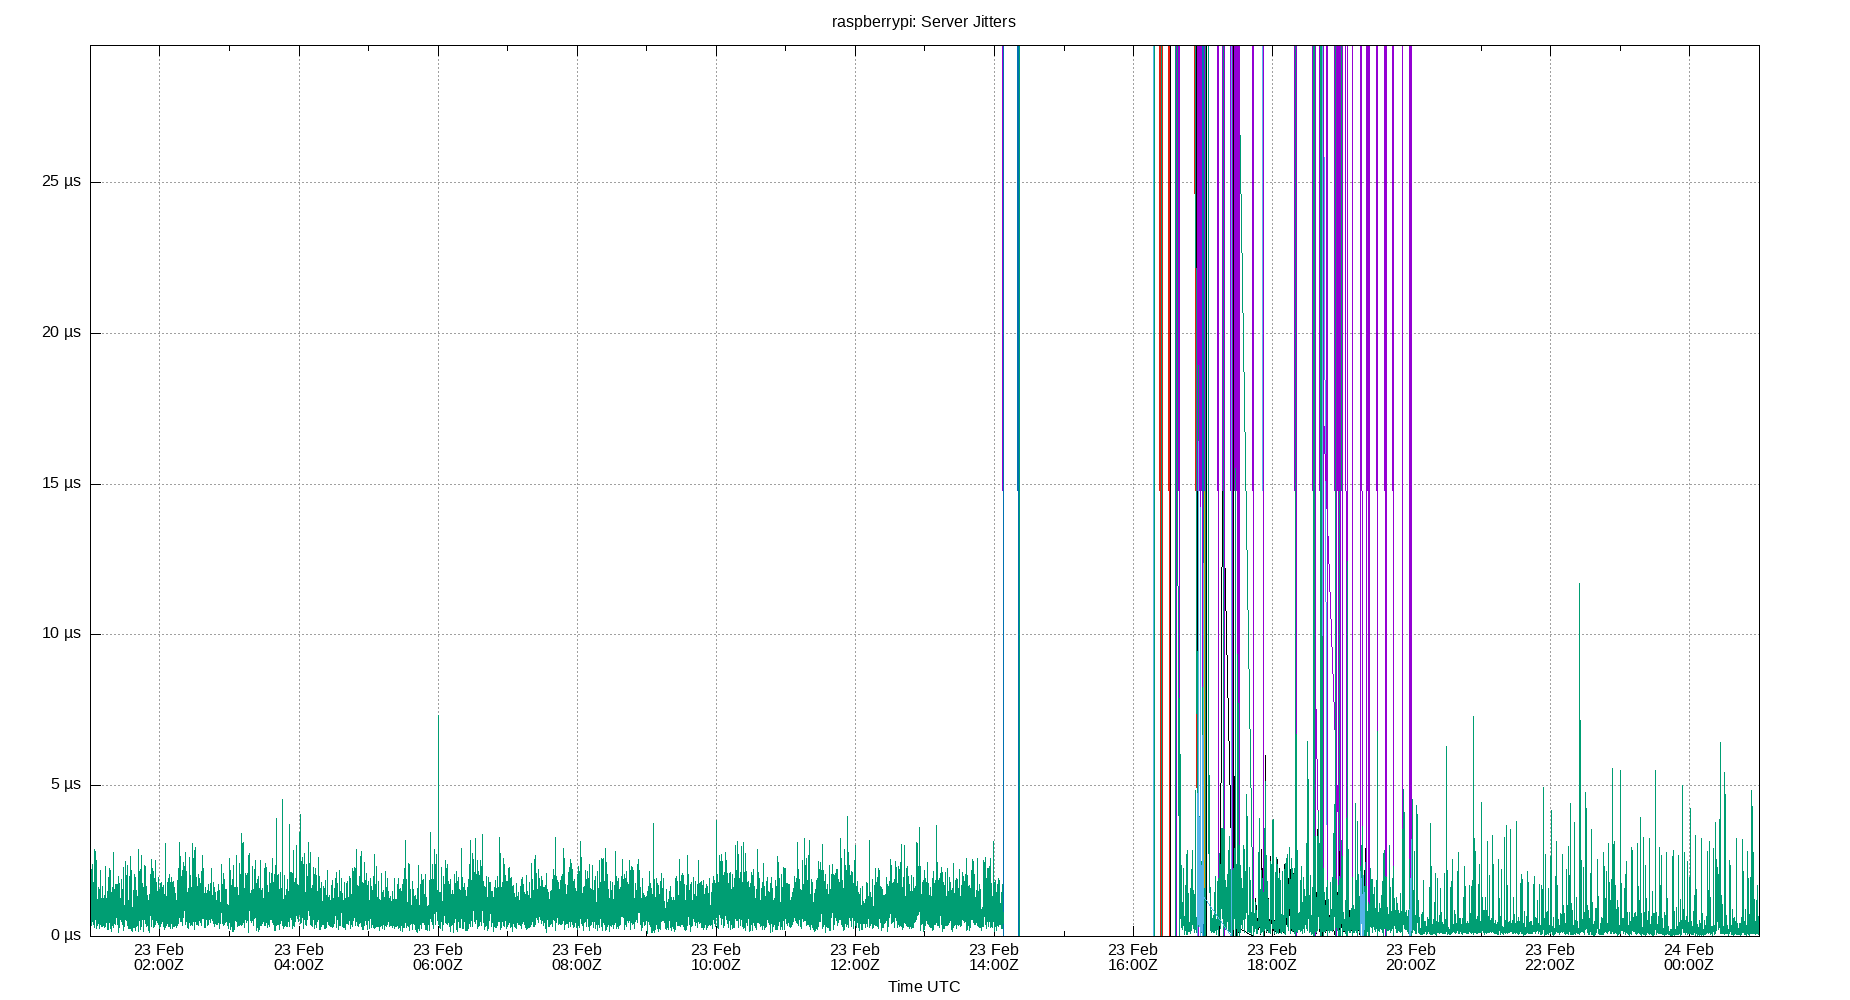 raspberrypi: Server Jitters
25 µs
20 µs
15 µs
10 µs
5 µs
0 µs
23 Feb 23 Feb 23 Feb 23 Feb 23 Feb 23 Feb 23 Feb 23 Feb 23 Feb 23 Feb 23 Feb 24 Feb
02:00Z 04:00Z 06:00Z 08:00Z 10:00Z 12:00Z 14:00Z 16:00Z 18:00Z 20:00Z 22:00Z 00:00Z
Time UTC